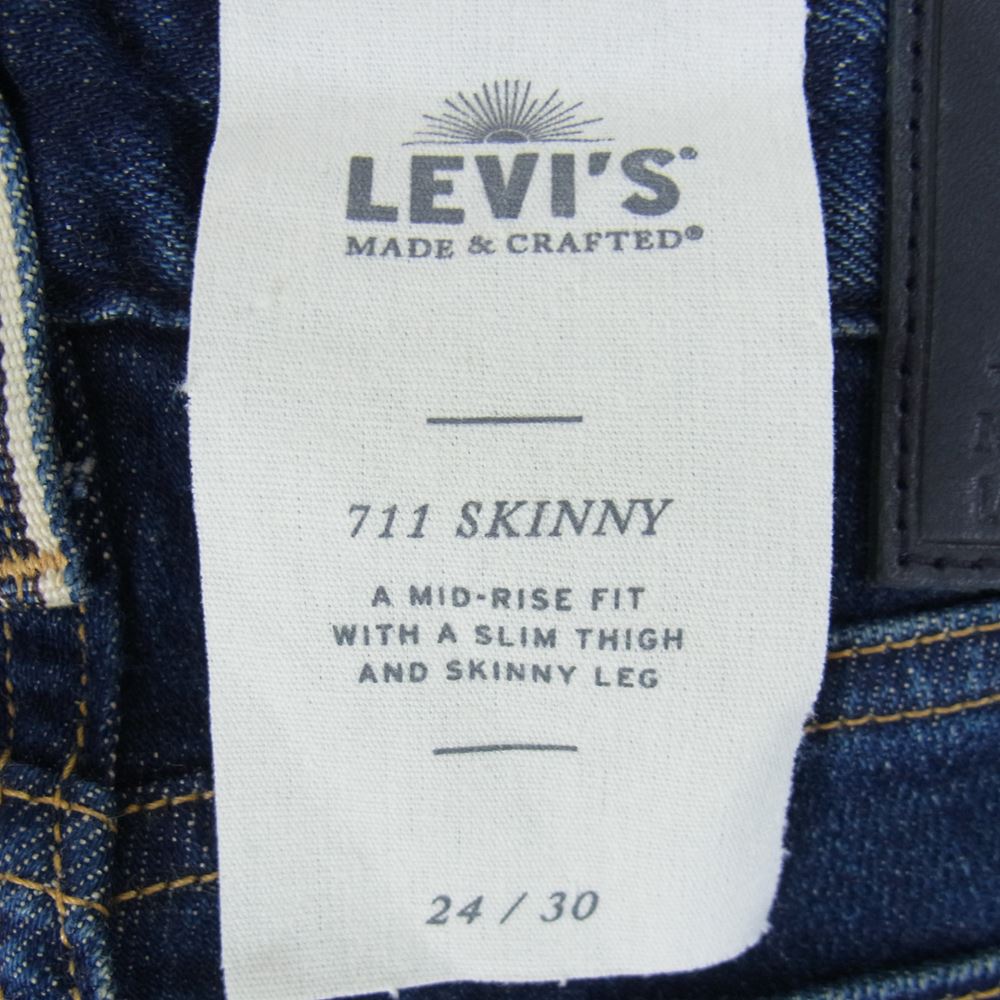 LEVI'S®
MADE & CRAFTED®
711 SKINNY
A MID-RISE FIT
WITH A SLIM THIGH
AND SKINNY LEG
24 / 30